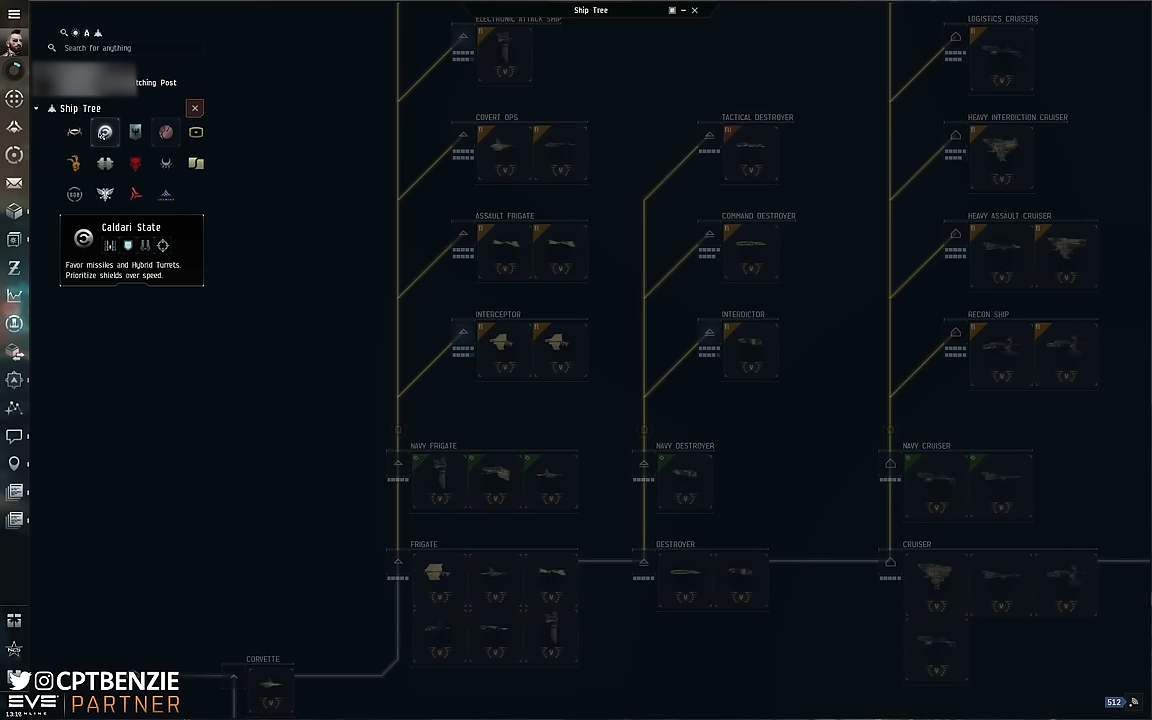 Ship Tree
Search for anything
tching Post
Ship Tree
Caldari State
Favor missiles and Hybrid Turrets.
Prioritize shields over speed.
ELECTRONIC ATTACK SHIP
LOGISTICS CRUISERS
COVERT OPS
TACTICAL DESTROYER
HEAVY INTERDICTION CRUISER
ASSAULT FRIGATE
COMMAND DESTROYER
HEAVY ASSAULT CRUISER
INTERCEPTOR
INTERDICTOR
RECON SHIP
NAVY FRIGATE
NAVY DESTROYER
NAVY CRUISER
FRIGATE
DESTROYER
CRUISER
CORVETTE
CPTBENZIE
EVE ONLINE
PARTNER
512